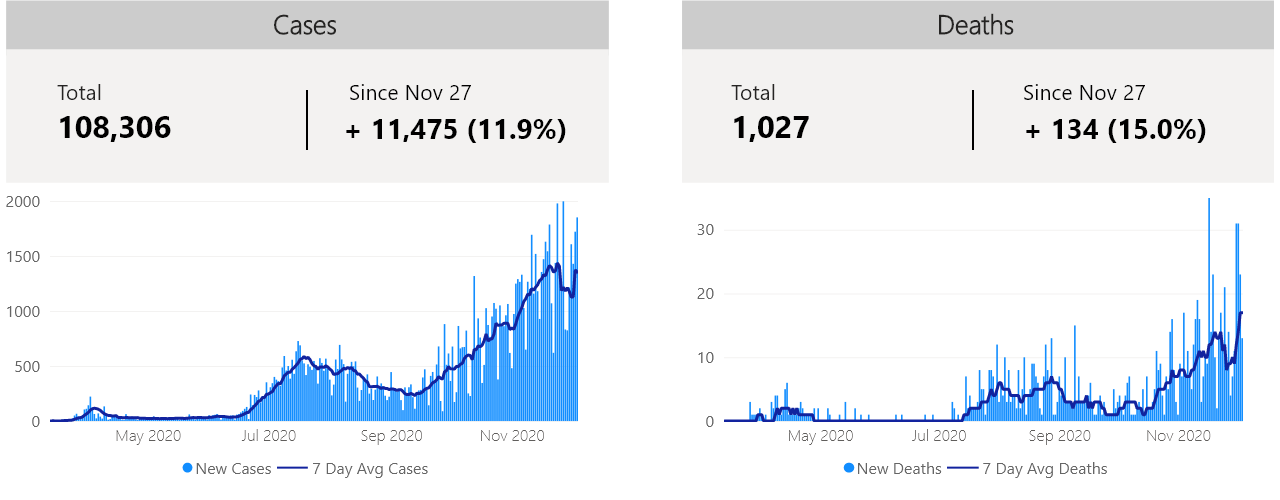 Cases
Total
Since Nov 27
108,306
+ 11,475 (11.9%)
2000
1500
1000
500
0
May 2020
Jul 2020
Sep 2020
Nov 2020
New Cases
7 Day Avg Cases
Deaths
Total
Since Nov 27
1,027
+ 134 (15.0%)
30
20
10
0
May 2020
Jul 2020
Sep 2020
Nov 2020
New Deaths
7 Day Avg Deaths